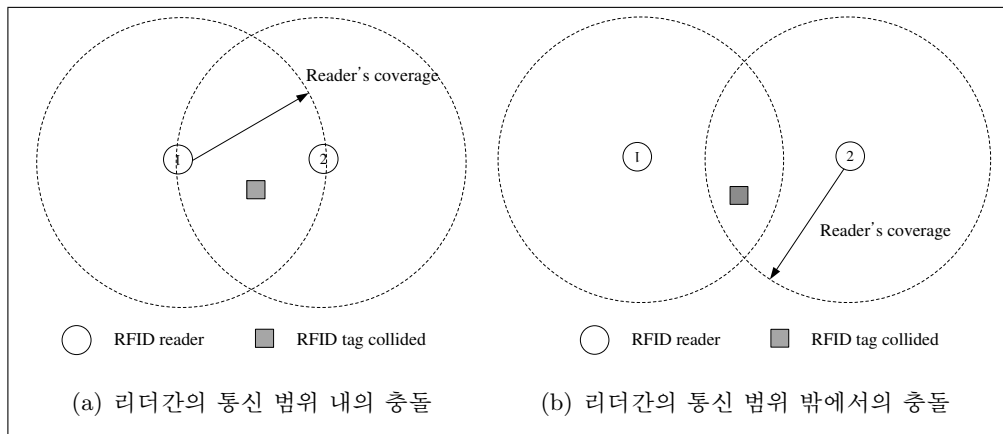 Reader's coverage
1
2
RFID reader
RFID tag collided
(a) 리더간의 통신 범위 내의 충돌
1
2
Reader's coverage
RFID reader
RFID tag collided
(b) 리더간의 통신 범위 밖에서의 충돌